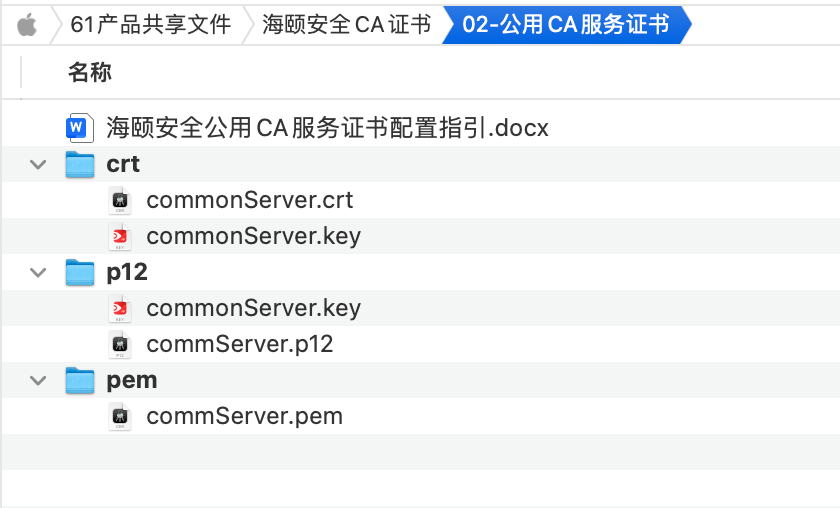 61产品共享文件 海颐安全CA证书 02-公用CA服务证书
名称
海颐安全公用CA服务证书配置指引.docx
crt
commonServer.crt
commonServer.key
p12
commonServer.key
commServer.p12
pem
commServer.pem